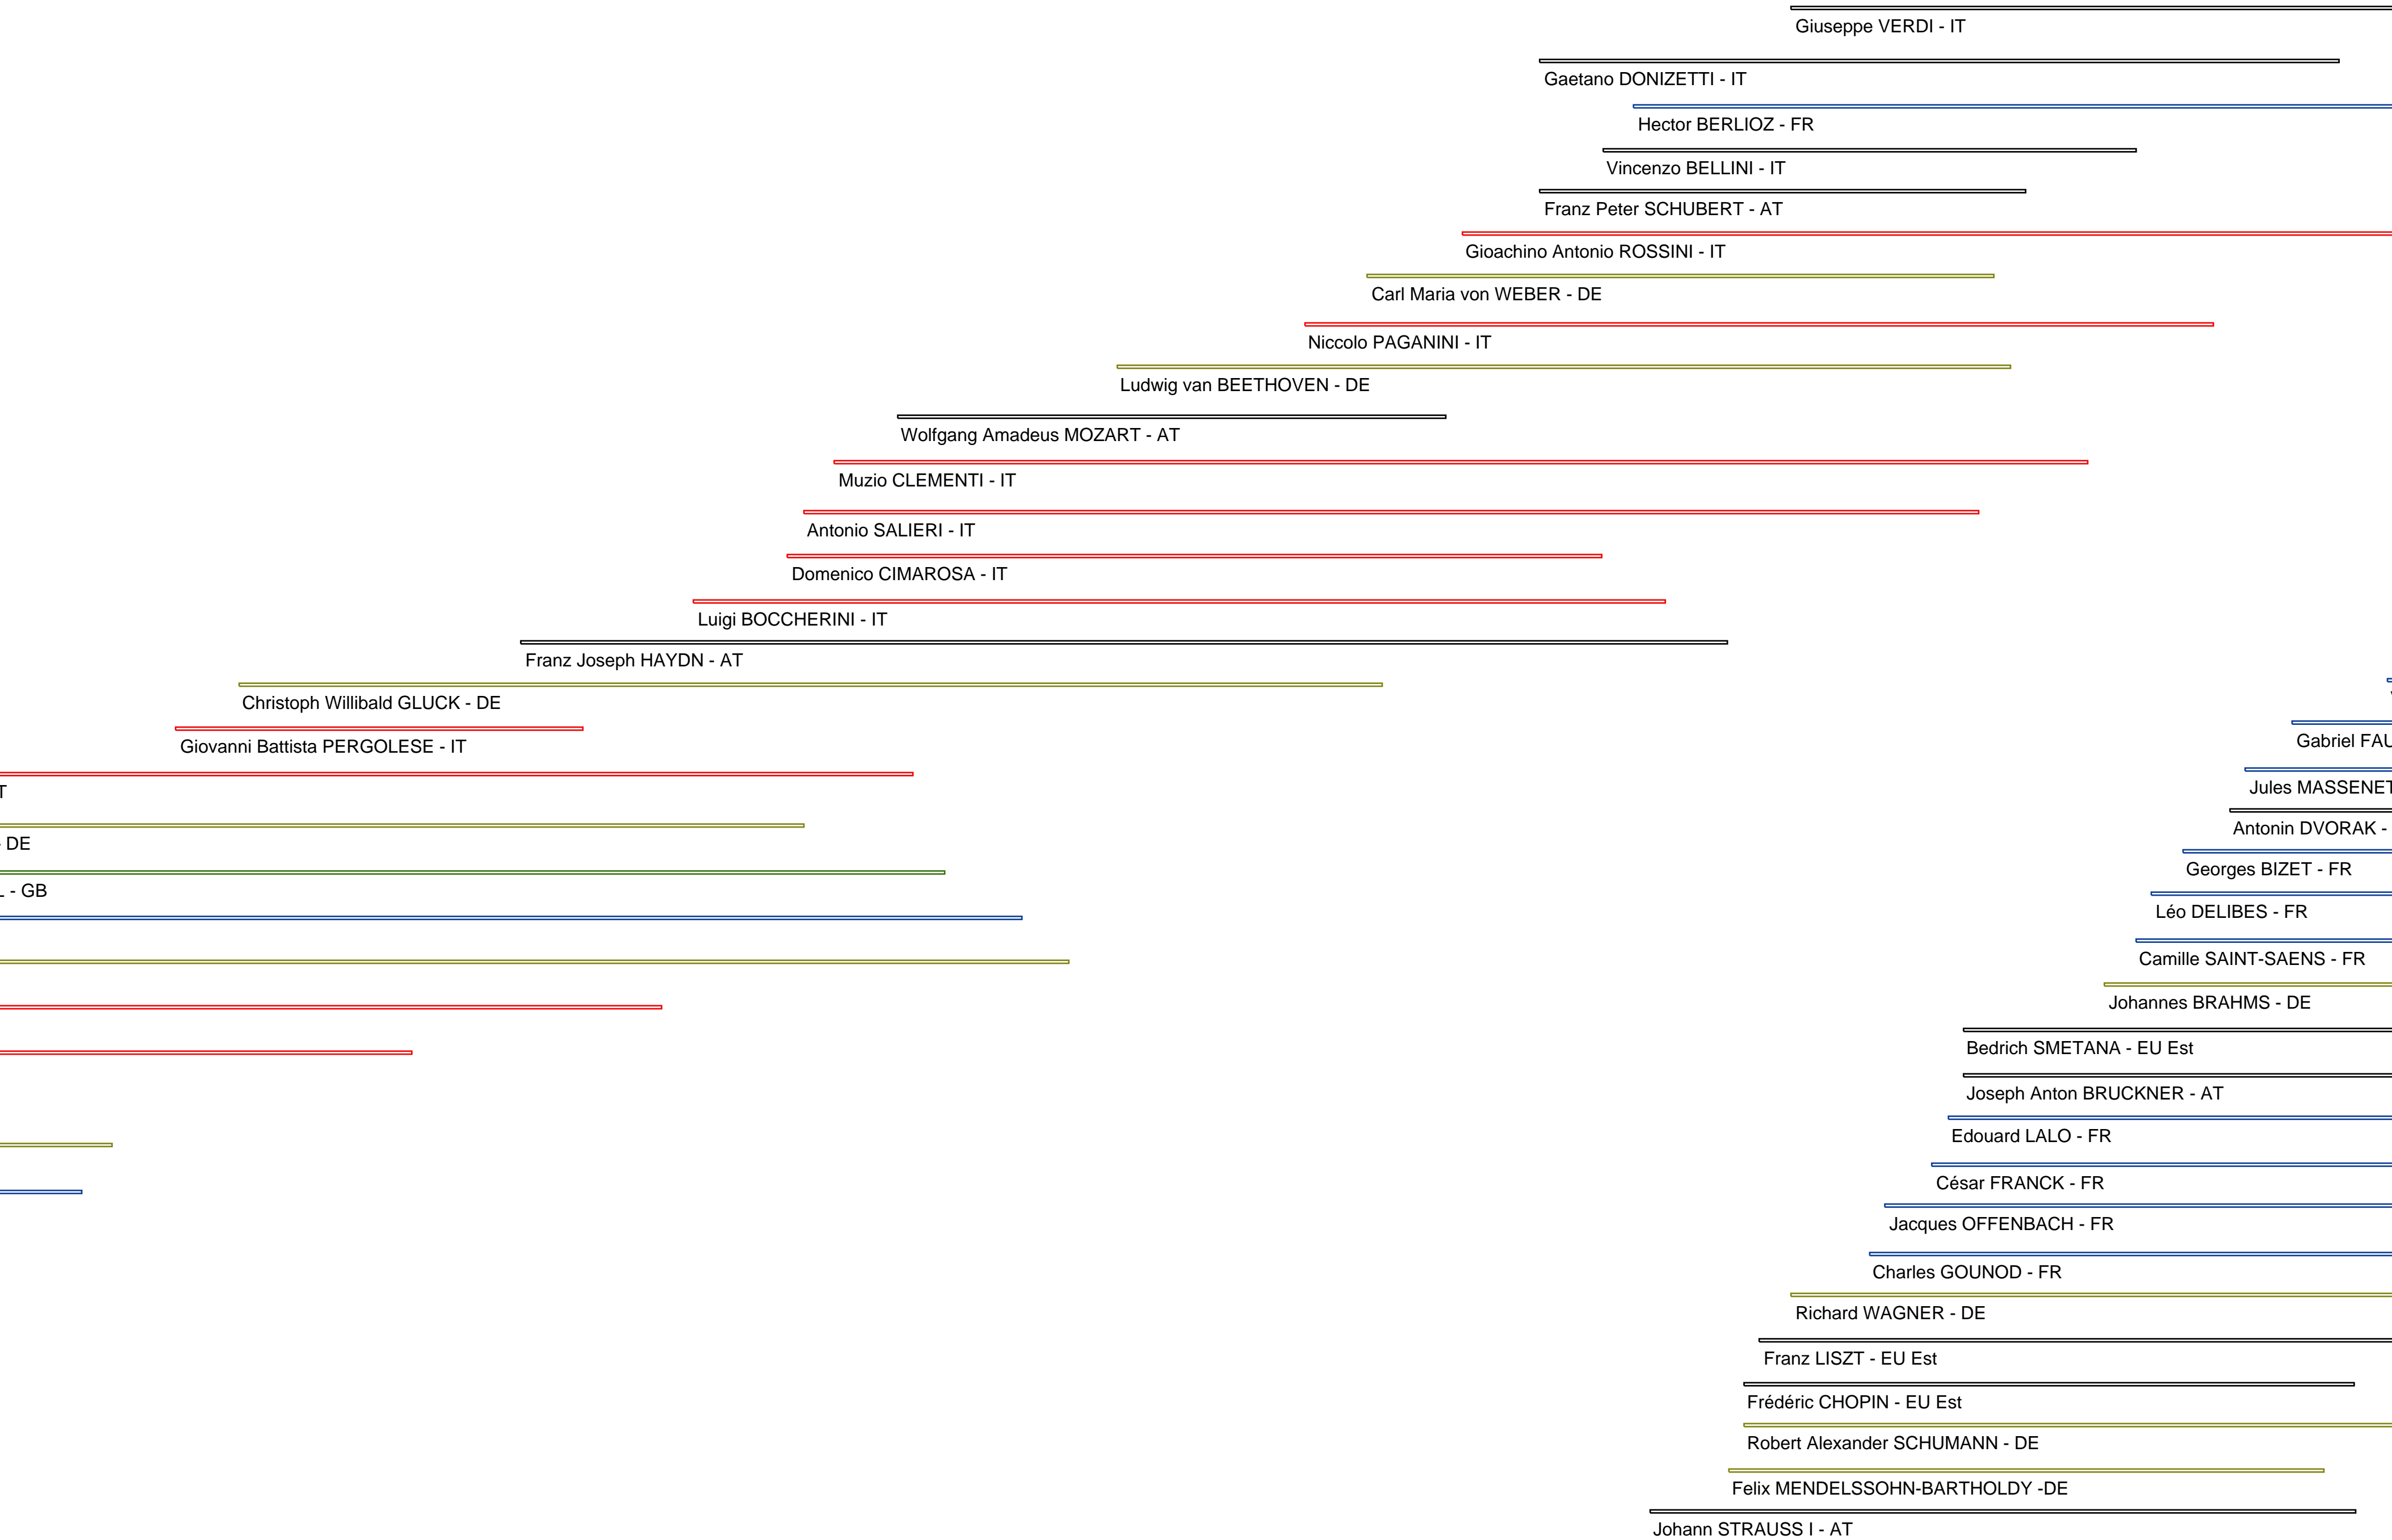 Giuseppe VERDI - IT
Gaetano DONIZETTI - IT
Hector BERLIOZ - FR
Vincenzo BELLINI - IT
Franz Peter SCHUBERT - AT
Gioachino Antonio ROSSINI - IT
Carl Maria von WEBER - DE
Niccolo PAGANINI - IT
Ludwig van BEETHOVEN - DE
Wolfgang Amadeus MOZART - AT
Muzio CLEMENTI - IT
Antonio SALIERI - IT
Domenico CIMAROSA - IT
Luigi BOCCHERINI - IT
Franz Joseph HAYDN - AT
Christoph Willibald GLUCK - DE
Gabriel FAU
Giovanni Battista PERGOLESE - IT
Jules MASSENET
T
Antonin DVORAK -
- DE
Georges BIZET - FR
L - GB
Léo DELIBES - FR
Camille SAINT-SAENS - FR
Johannes BRAHMS - DE
Bedrich SMETANA - EU Est
Joseph Anton BRUCKNER - AT
Edouard LALO - FR
César FRANCK - FR
Jacques OFFENBACH - FR
Charles GOUNOD - FR
Richard WAGNER - DE
Franz LISZT - EU Est
Frédéric CHOPIN - EU Est
Robert Alexander SCHUMANN - DE
Felix MENDELSSOHN-BARTHOLDY -DE
Johann STRAUSS I - AT